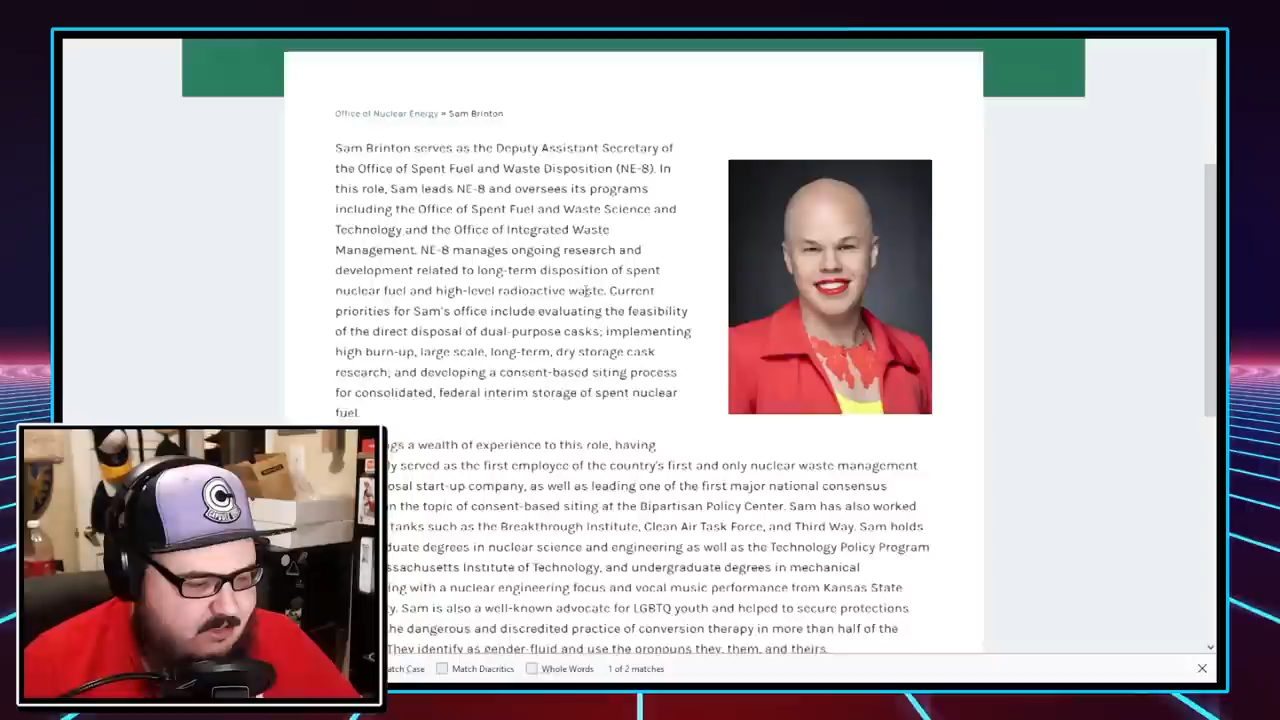 Office of Nuclear Energy » Sam Brinton
Sam Brinton serves as the Deputy Assistant Secretary of
the Office of Spent Fuel and Waste Disposition (NE-8). In
this role, Sam leads NE-8 and oversees its programs
including the Office of Spent Fuel and Waste Science and
Technology and the Office of Integrated Waste
Management. NE-8 manages ongoing research and
development related to long-term disposition of spent
nuclear fuel and high-level radioactive waste. Current
priorities for Sam's office include evaluating the feasibility
of the direct disposal of dual-purpose casks; implementing
high burn-up, large scale, long-term, dry storage cask
research; and developing a consent-based siting process
for consolidated, federal interim storage of spent nuclear
fuel.
a wealth of experience to this role, having
served as the first employee of the country's first and only nuclear waste management
start-up company, as well as leading one of the first major national consensus
on the topic of consent-based siting at the Bipartisan Policy Center. Sam has also worked
tanks such as the Breakthrough Institute, Clean Air Task Force, and Third Way. Sam holds
degrees in nuclear science and engineering as well as the Technology Policy Program
Institute of Technology, and undergraduate degrees in mechanical
with a nuclear engineering focus and vocal music performance from Kansas State
Sam is also a well-known advocate for LGBTQ youth and helped to secure protections
dangerous and discredited practice of conversion therapy in more than half of the
They identify as gender-fluid and use the pronouns they, them, and theirs.
Case Match Diacritics Whole Words 1 of 2 matches